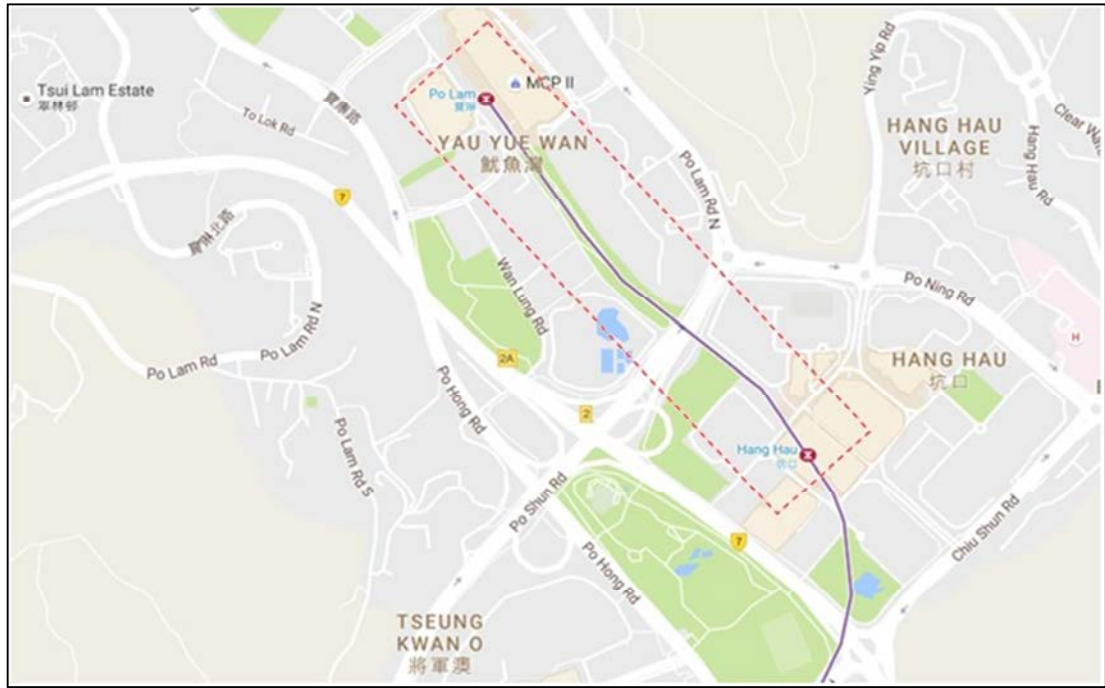 Tsui Lam Estate
翠林邨
To Lok Rd
寶康路
Po Lam
寶琳
MCP II
YAU YUE WAN
魷魚灣
Ying Yip Rd
Clear Wate
HANG HAU
VILLAGE
坑口村
Hang Hau Rd
7
寶琳北路
Po Lam Rd N
Po Lam Rd N
Wan Lung Rd
Po Ning Rd
H
Po Lam Rd
2A
HANG HAU
坑口
Po Hong Rd
2
Po Lam Rd S
Hang Hau
坑口
Po Shun Rd
7
Po Hong Rd
Chiu Shun Rd
TSEUNG
KWAN O
將軍澳